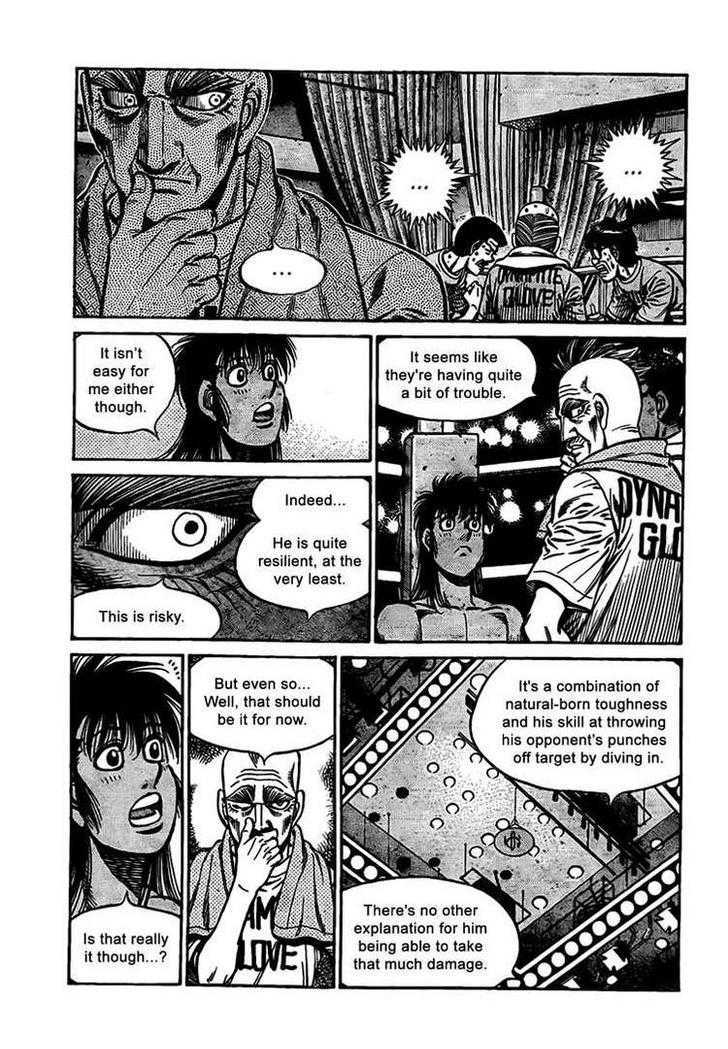 ...
...
...
DYNAMITE
GLOVE
It seems like
they're having quite
a bit of trouble.
DYNA
GLO
It isn't
easy for
me either
though.
Indeed...
He is quite
resilient, at the
very least.
This is risky.
It's a combination of
natural-born toughness
and his skill at throwing
his opponent's punches
off target by diving in.
There's no other
explanation for him
being able to take
that much damage.
But even so...
Well, that should
be it for now.
AM
LOVE
Is that really
it though...?